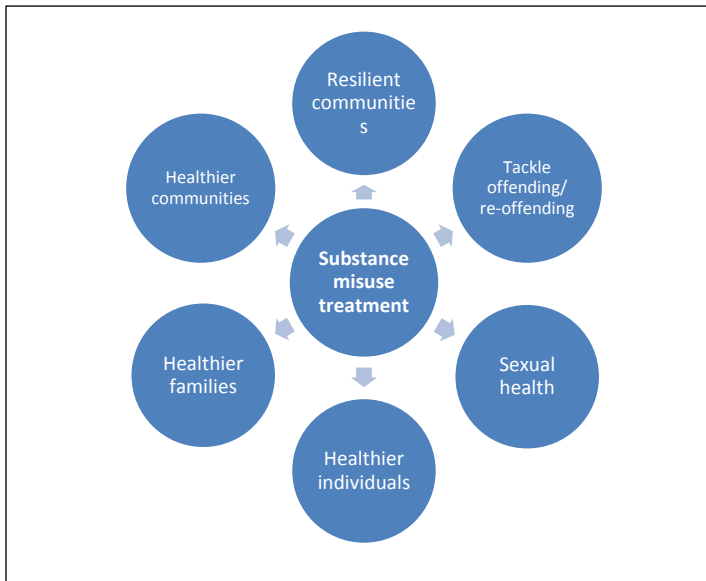 Resilient
communitie
s
Healthier
communities
Tackle
offending/
re-offending
Substance
misuse
treatment
Healthier
families
Sexual
health
Healthier
individuals